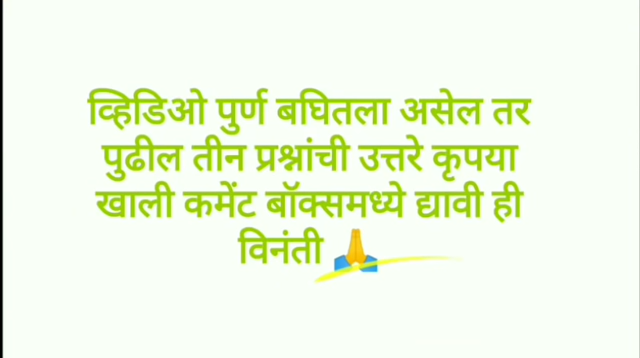 व्हिडिओ पुर्ण बघितला असेल तर
पुढील तीन प्रश्नांची उत्तरे कृपया
खाली कमेंट बॉक्समध्ये द्यावी ही
विनंती 🙏